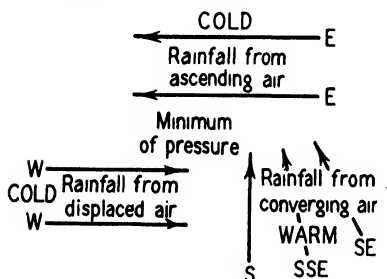 COLD
E
Rainfall from
ascending air
E
Minimum
of pressure
W
COLD Rainfall from
displaced air
W
Rainfall from
converging air
WARM SE
S SSE